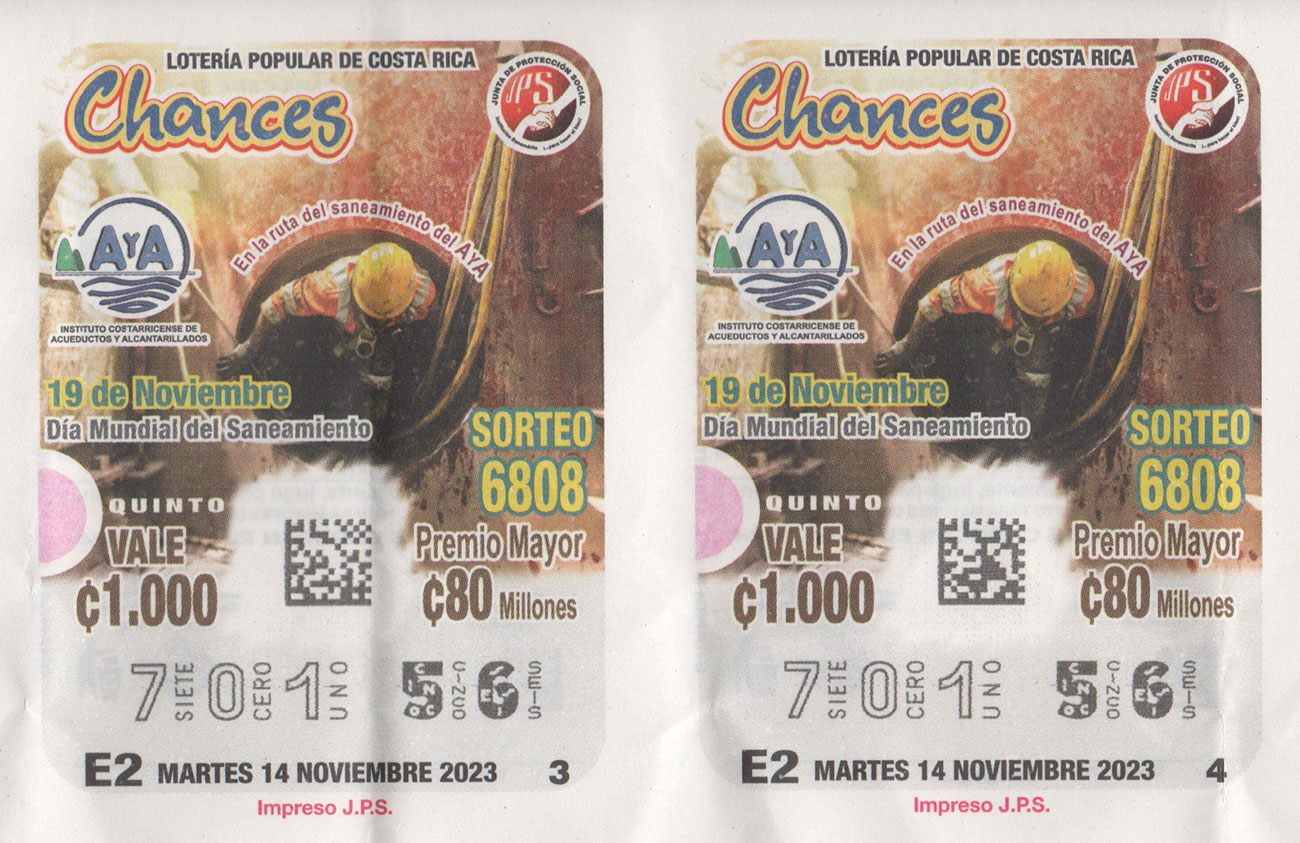 LOTERÍA POPULAR DE COSTA RICA
Chances
JUNTA DE PROTECCIÓN SOCIAL
JPS
AYA
En la ruta del saneamiento del AYA
INSTITUTO COSTARRICENSE DE
ACUEDUCTOS Y ALCANTARILLADOS
19 de Noviembre
Día Mundial del Saneamiento
SORTEO
6808
QUINTO
VALE
₡1.000
Premio Mayor
₡80 Millones
7 SIETE 0 CERO 1 UNO 5 CINCO 6 SEIS
E2 MARTES 14 NOVIEMBRE 2023 3
Impreso J.P.S.
LOTERÍA POPULAR DE COSTA RICA
Chances
JUNTA DE PROTECCIÓN SOCIAL
JPS
AYA
En la ruta del saneamiento del AYA
INSTITUTO COSTARRICENSE DE
ACUEDUCTOS Y ALCANTARILLADOS
19 de Noviembre
Día Mundial del Saneamiento
SORTEO
6808
QUINTO
VALE
₡1.000
Premio Mayor
₡80 Millones
7 SIETE 0 CERO 1 UNO 5 CINCO 6 SEIS
E2 MARTES 14 NOVIEMBRE 2023 4
Impreso J.P.S.